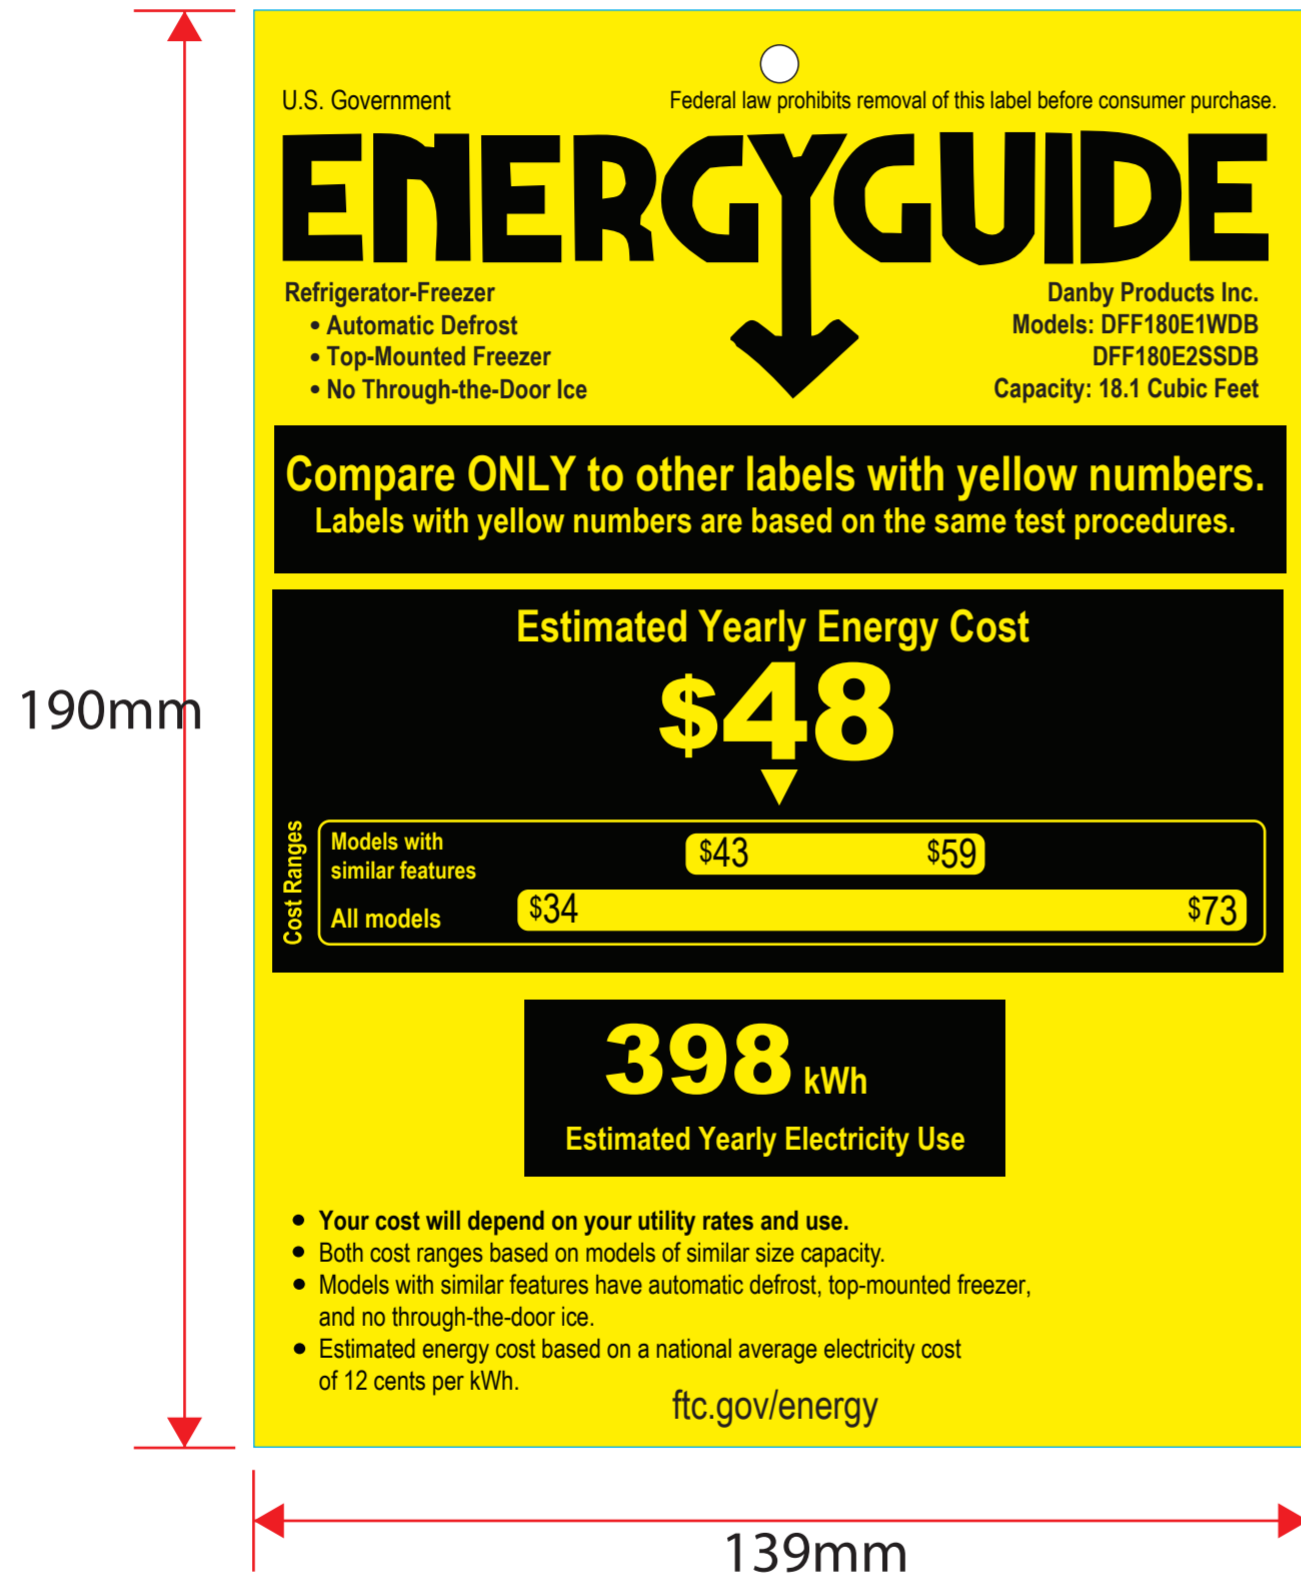 U.S. Government
Federal law prohibits removal of this label before consumer purchase.
ENERGYGUIDE
Refrigerator-Freezer
• Automatic Defrost
• Top-Mounted Freezer
• No Through-the-Door Ice
Danby Products Inc.
Models: DFF180E1WDB
DFF180E2SSDB
Capacity: 18.1 Cubic Feet
Compare ONLY to other labels with yellow numbers.
Labels with yellow numbers are based on the same test procedures.
Estimated Yearly Energy Cost
$48
Cost Ranges
Models with
similar features
$43 $59
All models
$34 $73
398 kWh
Estimated Yearly Electricity Use
• Your cost will depend on your utility rates and use.
• Both cost ranges based on models of similar size capacity.
• Models with similar features have automatic defrost, top-mounted freezer,
and no through-the-door ice.
• Estimated energy cost based on a national average electricity cost
of 12 cents per kWh.
ftc.gov/energy
190mm
139mm